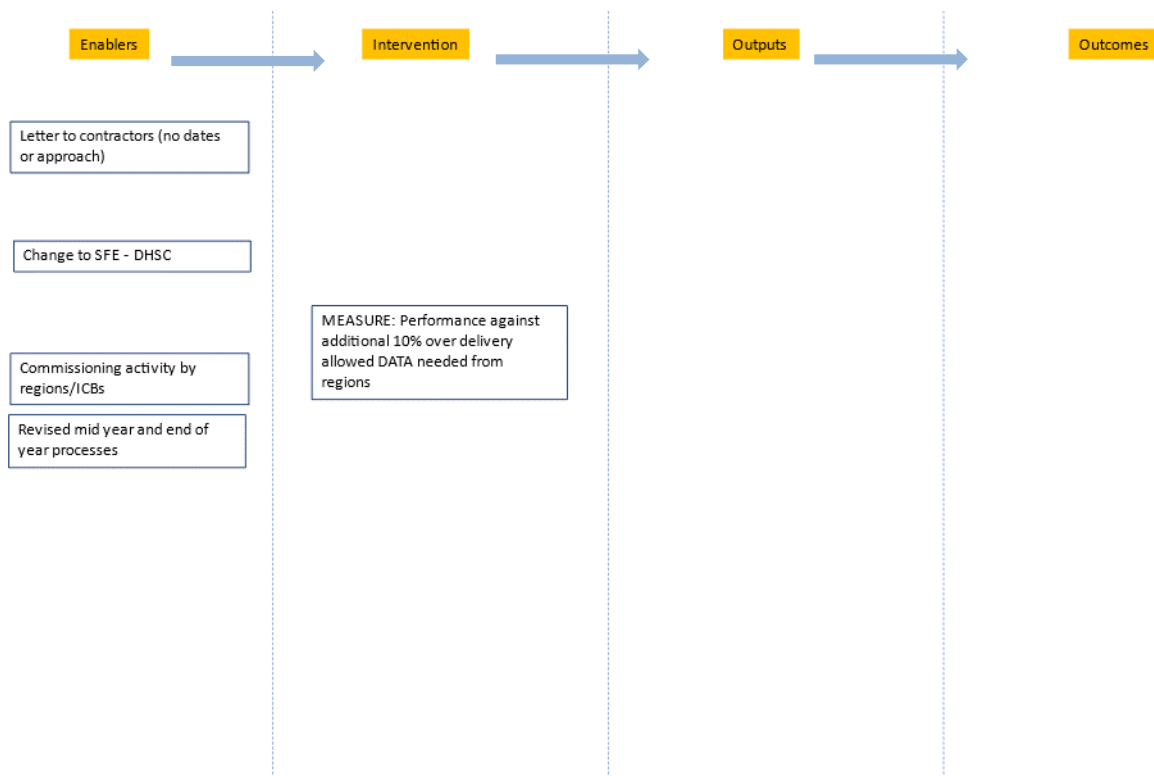 Enablers
Intervention
Outputs
Outcomes
Letter to contractors (no dates
or approach)
Change to SFE - DHSC
Commissioning activity by
regions/ICBs
Revised mid year and end of
year processes
MEASURE: Performance against
additional 10% over delivery
allowed DATA needed from
regions